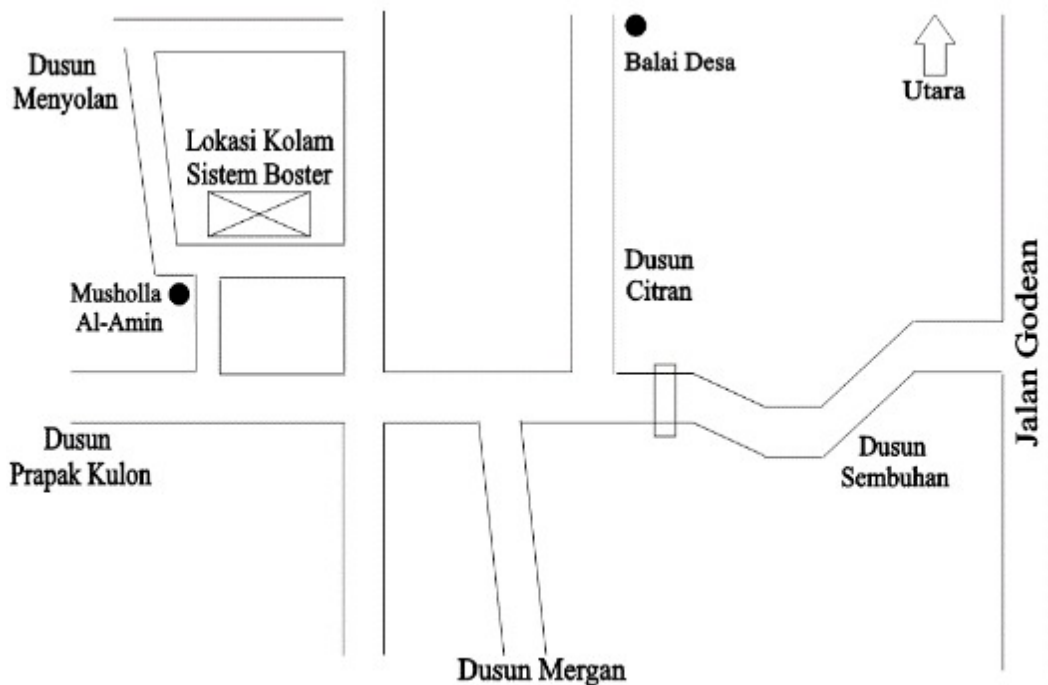 Balai Desa
Utara
Dusun
Menyolan
Lokasi Kolam
Sistem Boster
Dusun
Citran
Musholla
Al-Amin
Jalan Godean
Dusun
Prapak Kulon
Dusun
Sembuhan
Dusun Mergan